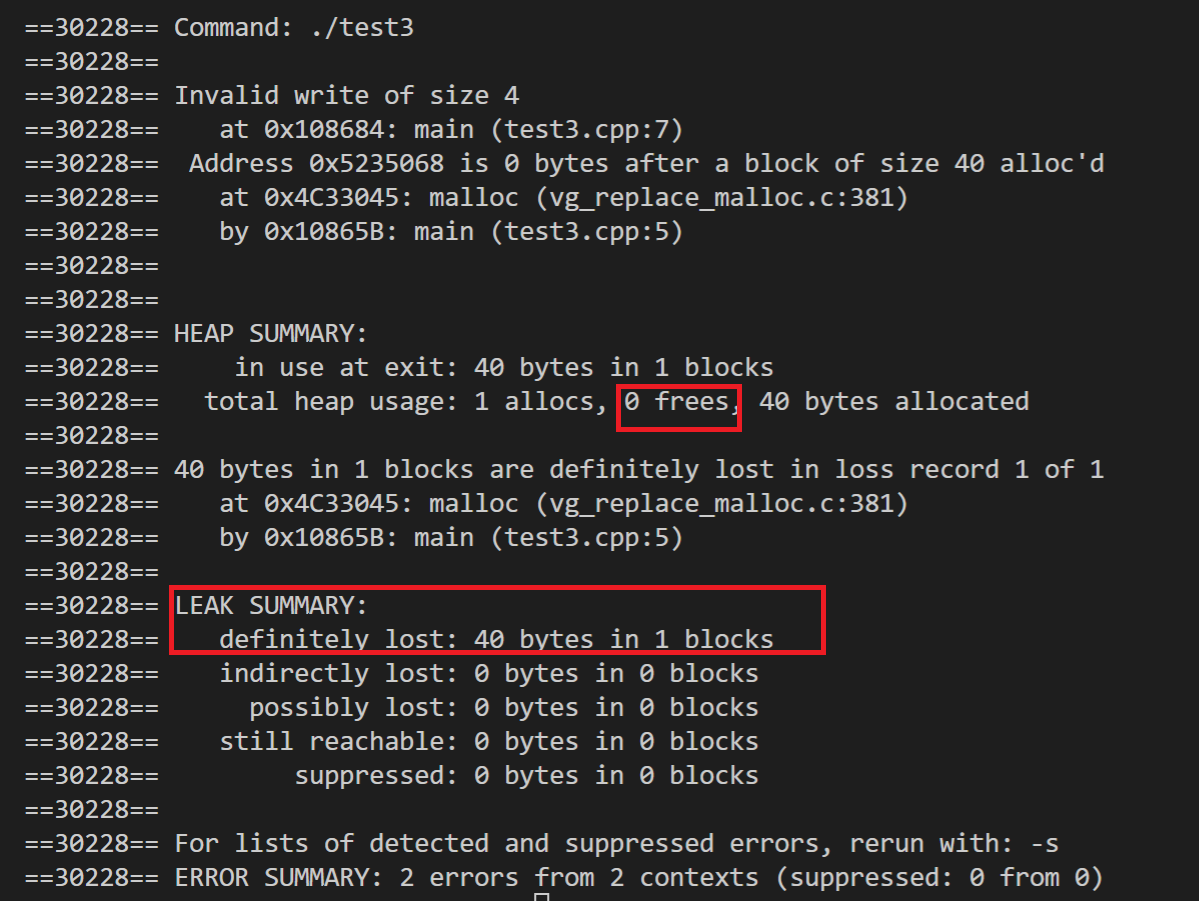 ==30228== Command: ./test3
==30228==
==30228== Invalid write of size 4
==30228==    at 0x108684: main (test3.cpp:7)
==30228==  Address 0x5235068 is 0 bytes after a block of size 40 alloc'd
==30228==    at 0x4C33045: malloc (vg_replace_malloc.c:381)
==30228==    by 0x10865B: main (test3.cpp:5)
==30228==
==30228==
==30228== HEAP SUMMARY:
==30228==     in use at exit: 40 bytes in 1 blocks
==30228==   total heap usage: 1 allocs, 0 frees, 40 bytes allocated
==30228==
==30228== 40 bytes in 1 blocks are definitely lost in loss record 1 of 1
==30228==    at 0x4C33045: malloc (vg_replace_malloc.c:381)
==30228==    by 0x10865B: main (test3.cpp:5)
==30228==
==30228== LEAK SUMMARY:
==30228==    definitely lost: 40 bytes in 1 blocks
==30228==    indirectly lost: 0 bytes in 0 blocks
==30228==      possibly lost: 0 bytes in 0 blocks
==30228==    still reachable: 0 bytes in 0 blocks
==30228==         suppressed: 0 bytes in 0 blocks
==30228==
==30228== For lists of detected and suppressed errors, rerun with: -s
==30228== ERROR SUMMARY: 2 errors from 2 contexts (suppressed: 0 from 0)